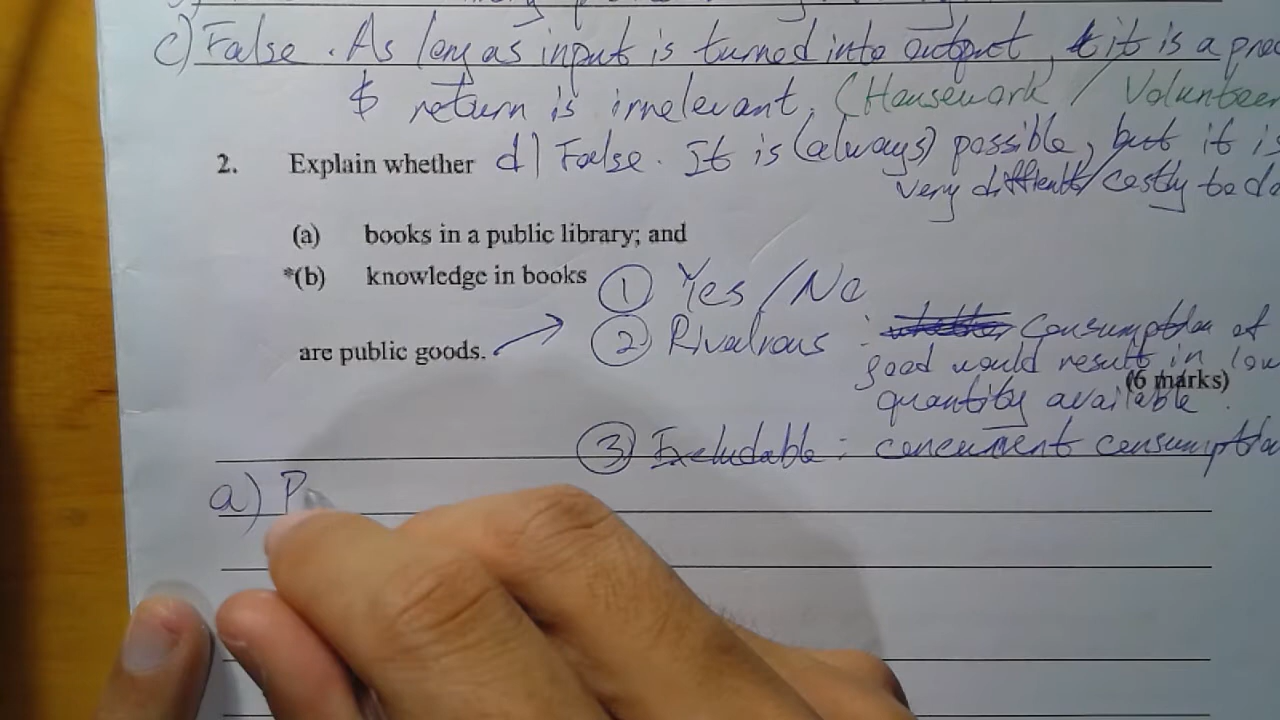 c) False. As long as input is turned into output, it is a
$ return is irrelevant. (Housework / Volunteer
2. Explain whether d) False. It is (always) possible, but it is
very difficult/costly to do
(a) books in a public library; and
*(b) knowledge in books ① Yes / No
are public goods. ② Rivalrous : Consumption of
good would result in
(6 marks)
quantity available.
③ Excludable : concurrent consumption
a) P